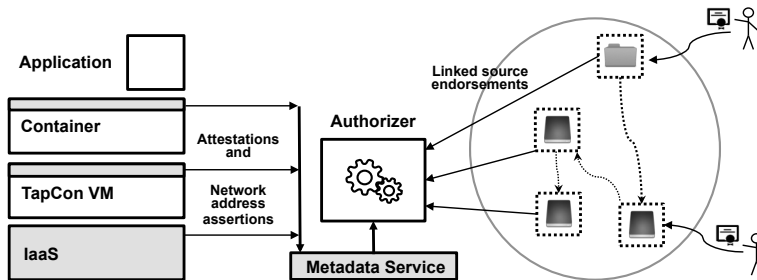 Application
Container
TapCon VM
IaaS
Attestations
and
Network
address
assertions
Authorizer
Metadata Service
Linked source
endorsements